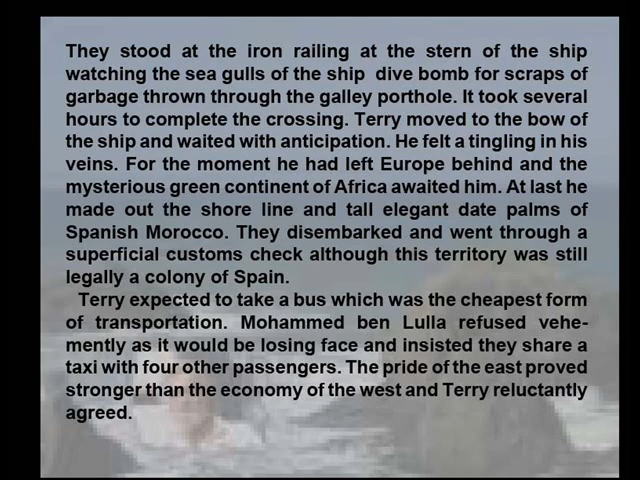 They stood at the iron railing at the stern of the ship
watching the sea gulls of the ship  dive bomb for scraps of
garbage thrown through the galley porthole. It took several
hours to complete the crossing. Terry moved to the bow of
the ship and waited with anticipation. He felt a tingling in his
veins. For the moment he had left Europe behind and the
mysterious green continent of Africa awaited him. At last he
made out the shore line and tall elegant date palms of
Spanish Morocco. They disembarked and went through a
superficial customs check although this territory was still
legally a colony of Spain.
Terry expected to take a bus which was the cheapest form
of transportation. Mohammed ben Lulla refused vehe-
mently as it would be losing face and insisted they share a
taxi with four other passengers. The pride of the east proved
stronger than the economy of the west and Terry reluctantly
agreed.